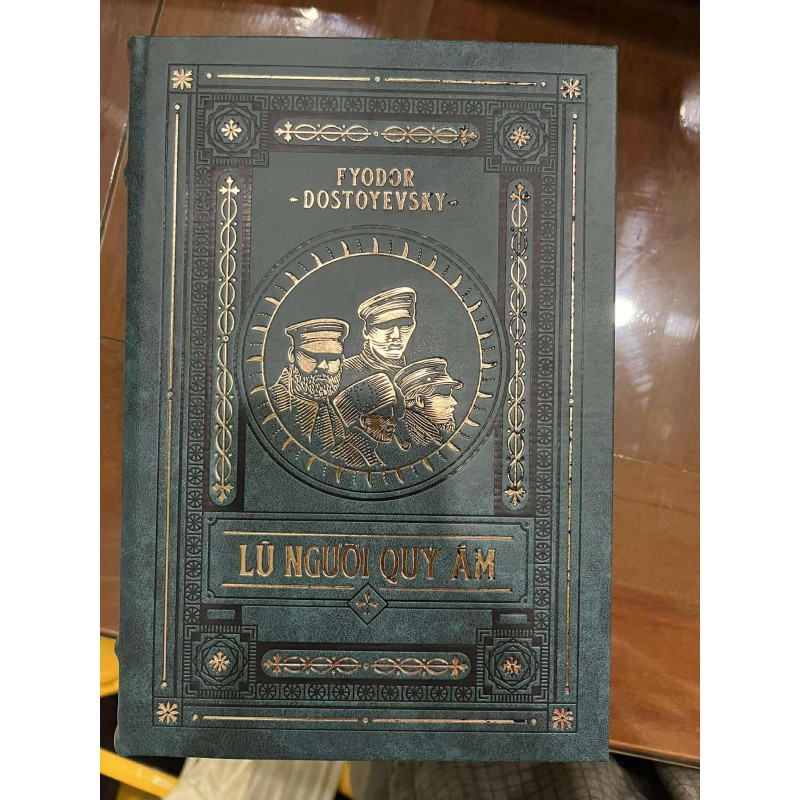 FYODOR
DOSTOYEVSKY
LŨ NGƯỜI QUỶ ÁM